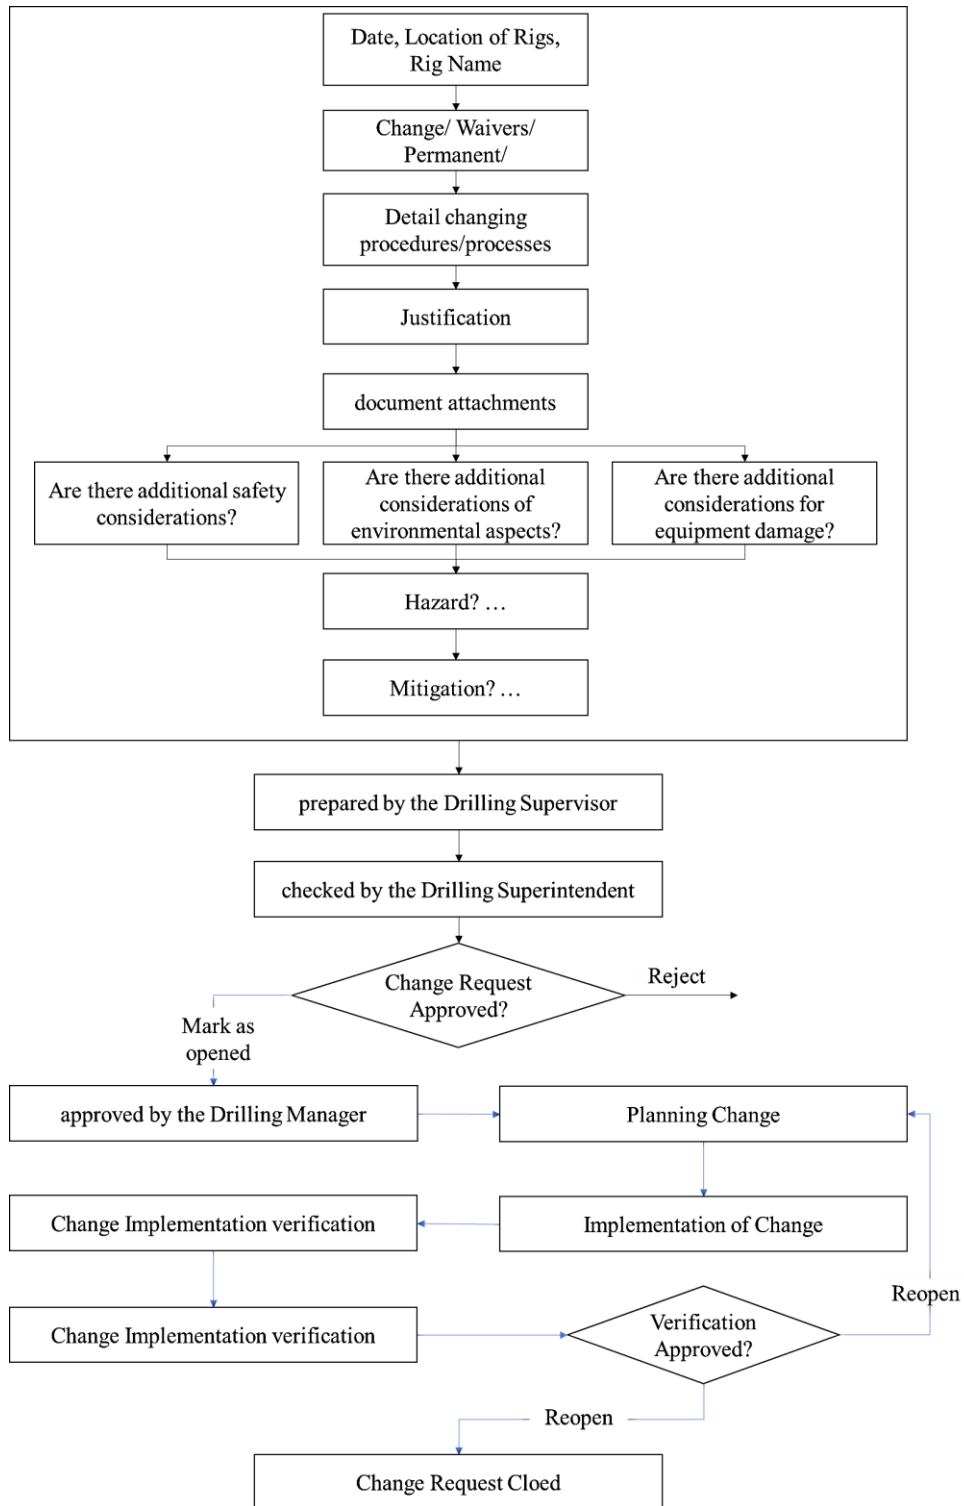 Date, Location of Rigs,
Rig Name
Change/ Waivers/
Permanent/
Detail changing
procedures/processes
Justification
document attachments
Are there additional safety
considerations?
Are there additional
considerations of
environmental aspects?
Are there additional
considerations for
equipment damage?
Hazard? …
Mitigation? …
prepared by the Drilling Supervisor
checked by the Drilling Superintendent
Change Request
Approved?
Reject
Mark as
opened
approved by the Drilling Manager
Planning Change
Change Implementation verification
Implementation of Change
Reopen
Change Implementation verification
Verification
Approved?
Reopen
Change Request Cloed